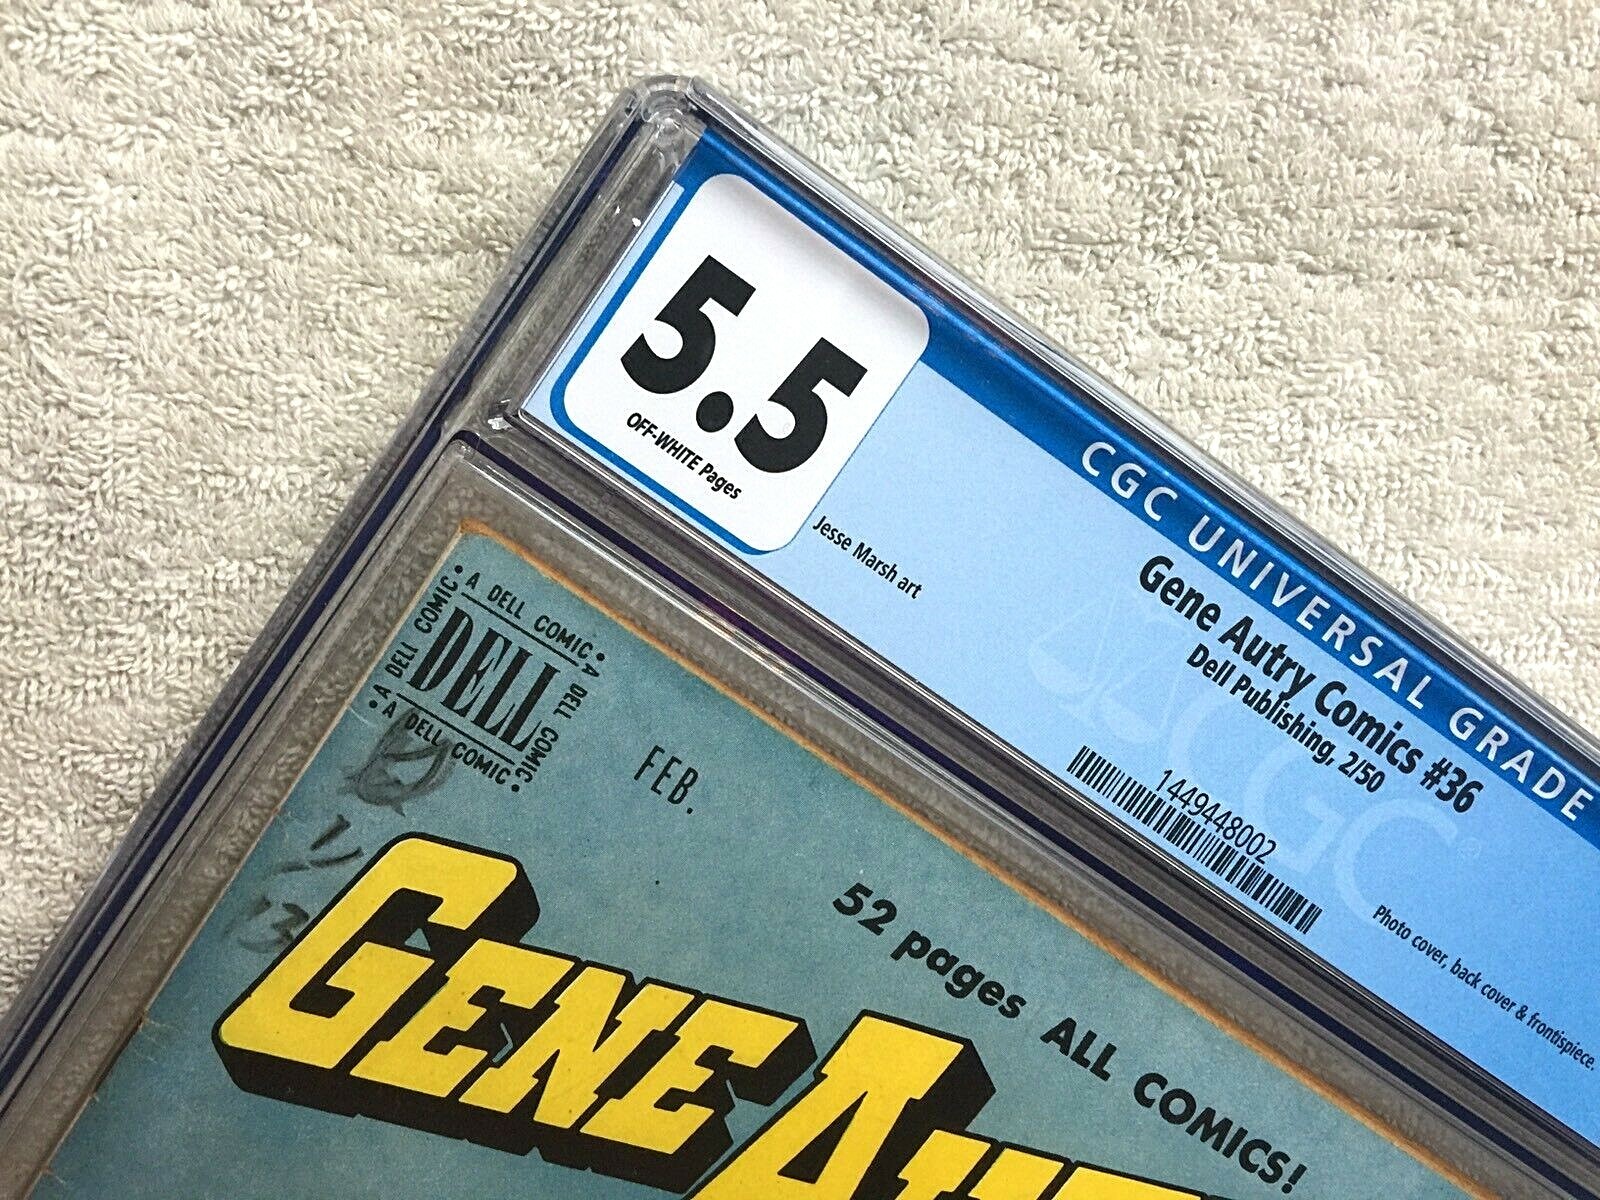 5.5
OFF-WHITE Pages
CGC UNIVERSAL GRADE
Gene Autry Comics #36
Dell Publishing, 2/50
Jesse Marsh art
1449448002
CGC
Photo cover, back cover & frontispiece.
A DELL COMIC • A DELL COMIC • A DELL COMIC • A DELL COMIC •
DELL
FEB.
52 pages ALL COMICS!
GENE